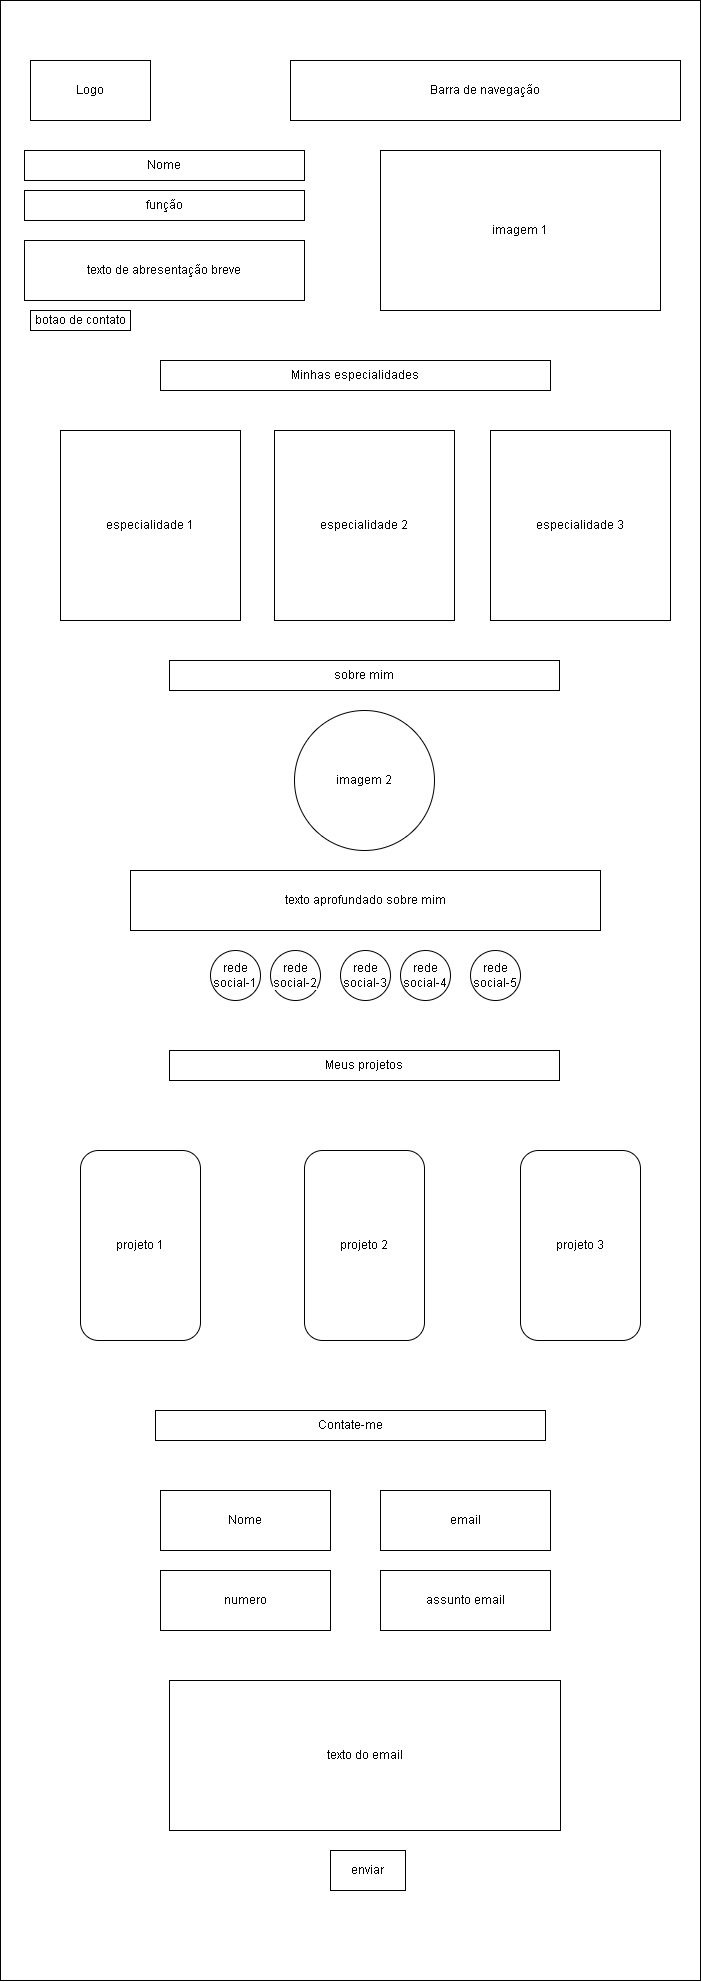 Logo
Barra de navegação
Nome
função
imagem 1
texto de abresentação breve
botao de contato
Minhas especialidades
especialidade 1
especialidade 2
especialidade 3
sobre mim
imagem 2
texto aprofundado sobre mim
rede
social-1
rede
social-2
rede
social-3
rede
social-4
rede
social-5
Meus projetos
projeto 1
projeto 2
projeto 3
Contate-me
Nome
email
numero
assunto email
texto do email
enviar